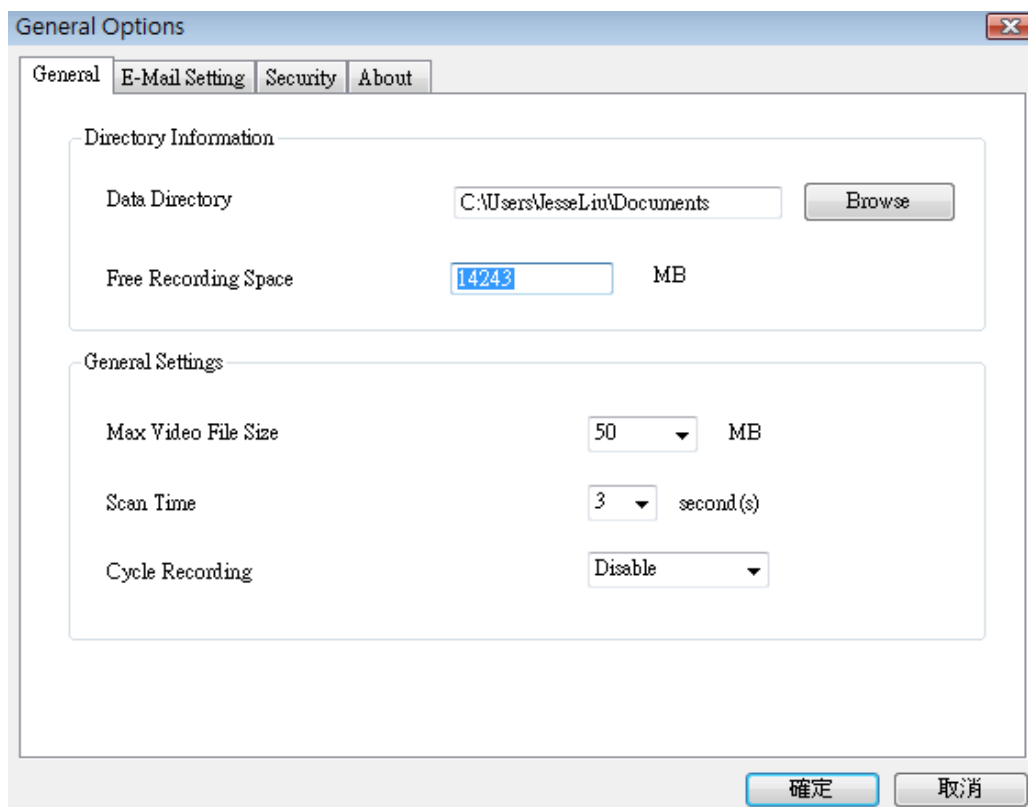 General Options
General E-Mail Setting Security About
Directory Information
Data Directory C:\Users\JesseLiu\Documents Browse
Free Recording Space 14243 MB
General Settings
Max Video File Size 50 MB
Scan Time 3 second(s)
Cycle Recording Disable
確定 取消